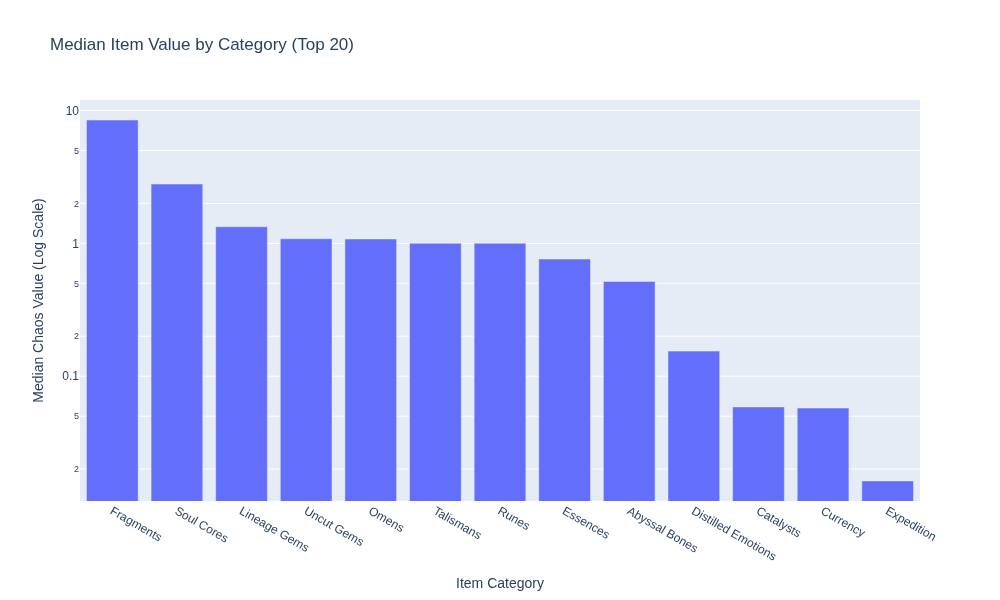 Median Item Value by Category (Top 20)
Median Chaos Value (Log Scale)
10
5
2
1
5
2
0.1
5
2
Fragments
Soul Cores
Lineage Gems
Uncut Gems
Omens
Talismans
Runes
Essences
Abyssal Bones
Distilled Emotions
Catalysts
Currency
Expedition
Item Category